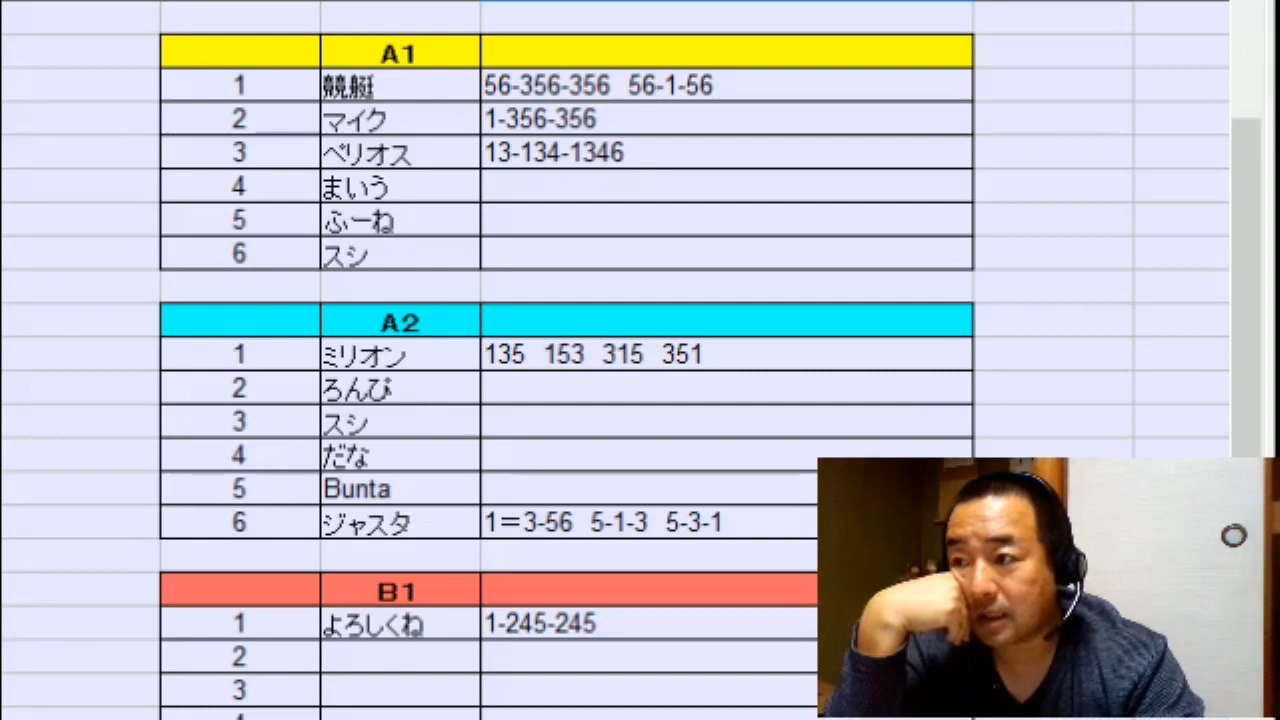 A1
1 競艇 56-356-356 56-1-56
2 マイク 1-356-356
3 ペリオス 13-134-1346
4 まいう
5 ふーね
6 スシ
A2
1 ミリオン 135 153 315 351
2 ろんぴ
3 スシ
4 だな
5 Bunta
6 ジャスタ 1＝3-56 5-1-3 5-3-1
B1
1 よろしくね 1-245-245
2
3